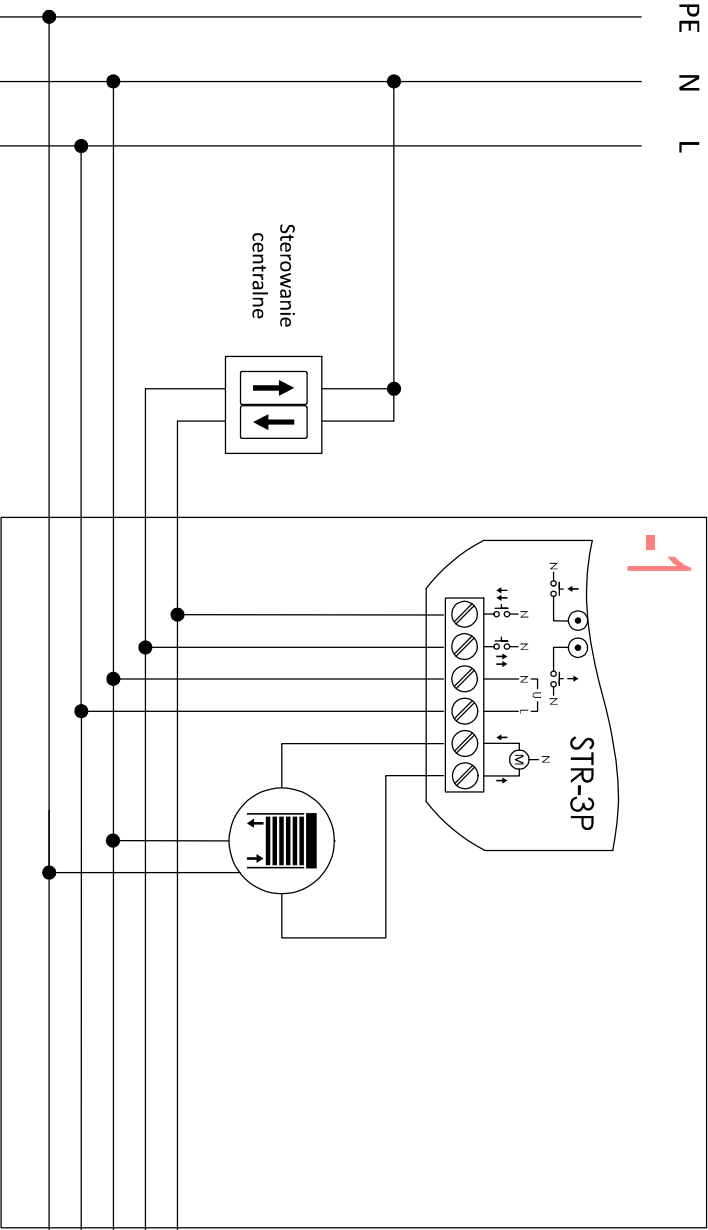 PE N L
-1
STR-3P
N N
N
U
N N N L
M
Sterowanie
centralne